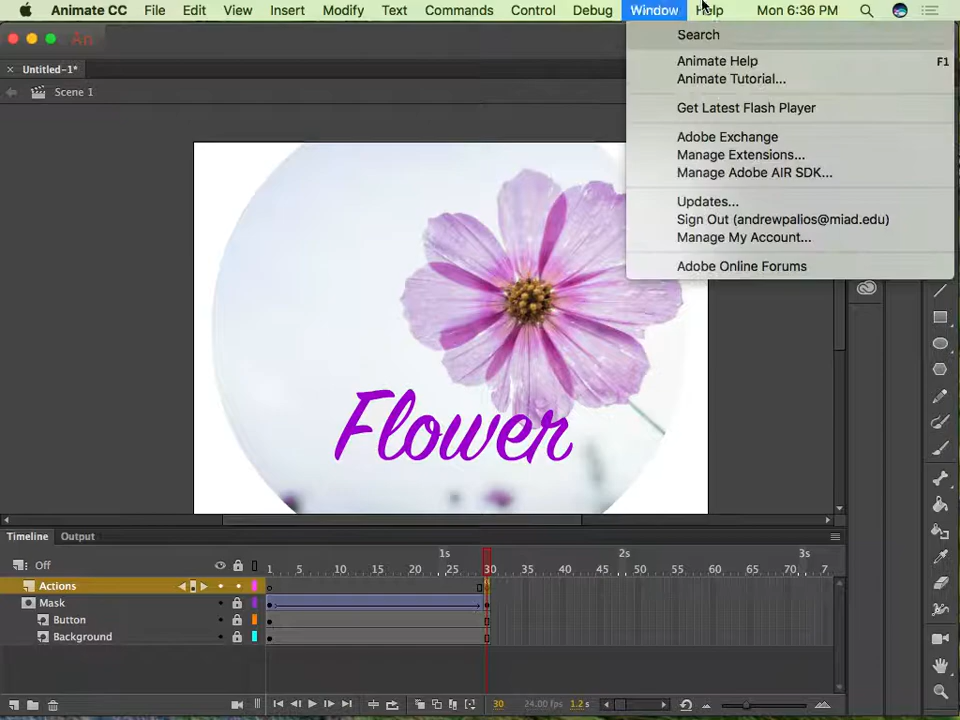 Animate CC File Edit View Insert Modify Text Commands Control Debug Window Help Mon 6:36 PM
Search
An
Animate Help F1
Untitled-1*
Animate Tutorial...
Scene 1
Get Latest Flash Player
Adobe Exchange
Manage Extensions...
Manage Adobe AIR SDK...
Updates...
Sign Out (andrewpalios@miad.edu)
Manage My Account...
Adobe Online Forums
Flower
Timeline Output
1s 2s 3s
Off
1 5 10 15 20 25 30 35 40 45 50 55 60 65 70 7
Actions
Mask
Button
Background
30 24.00 fps 1.2 s